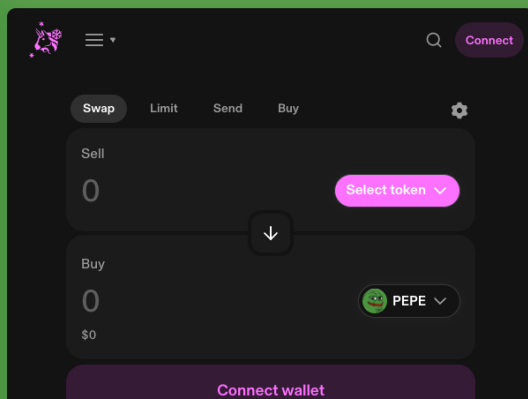 Connect
Swap
Limit
Send
Buy
Sell
0
Select token
Buy
0
PEPE
$0
Connect wallet